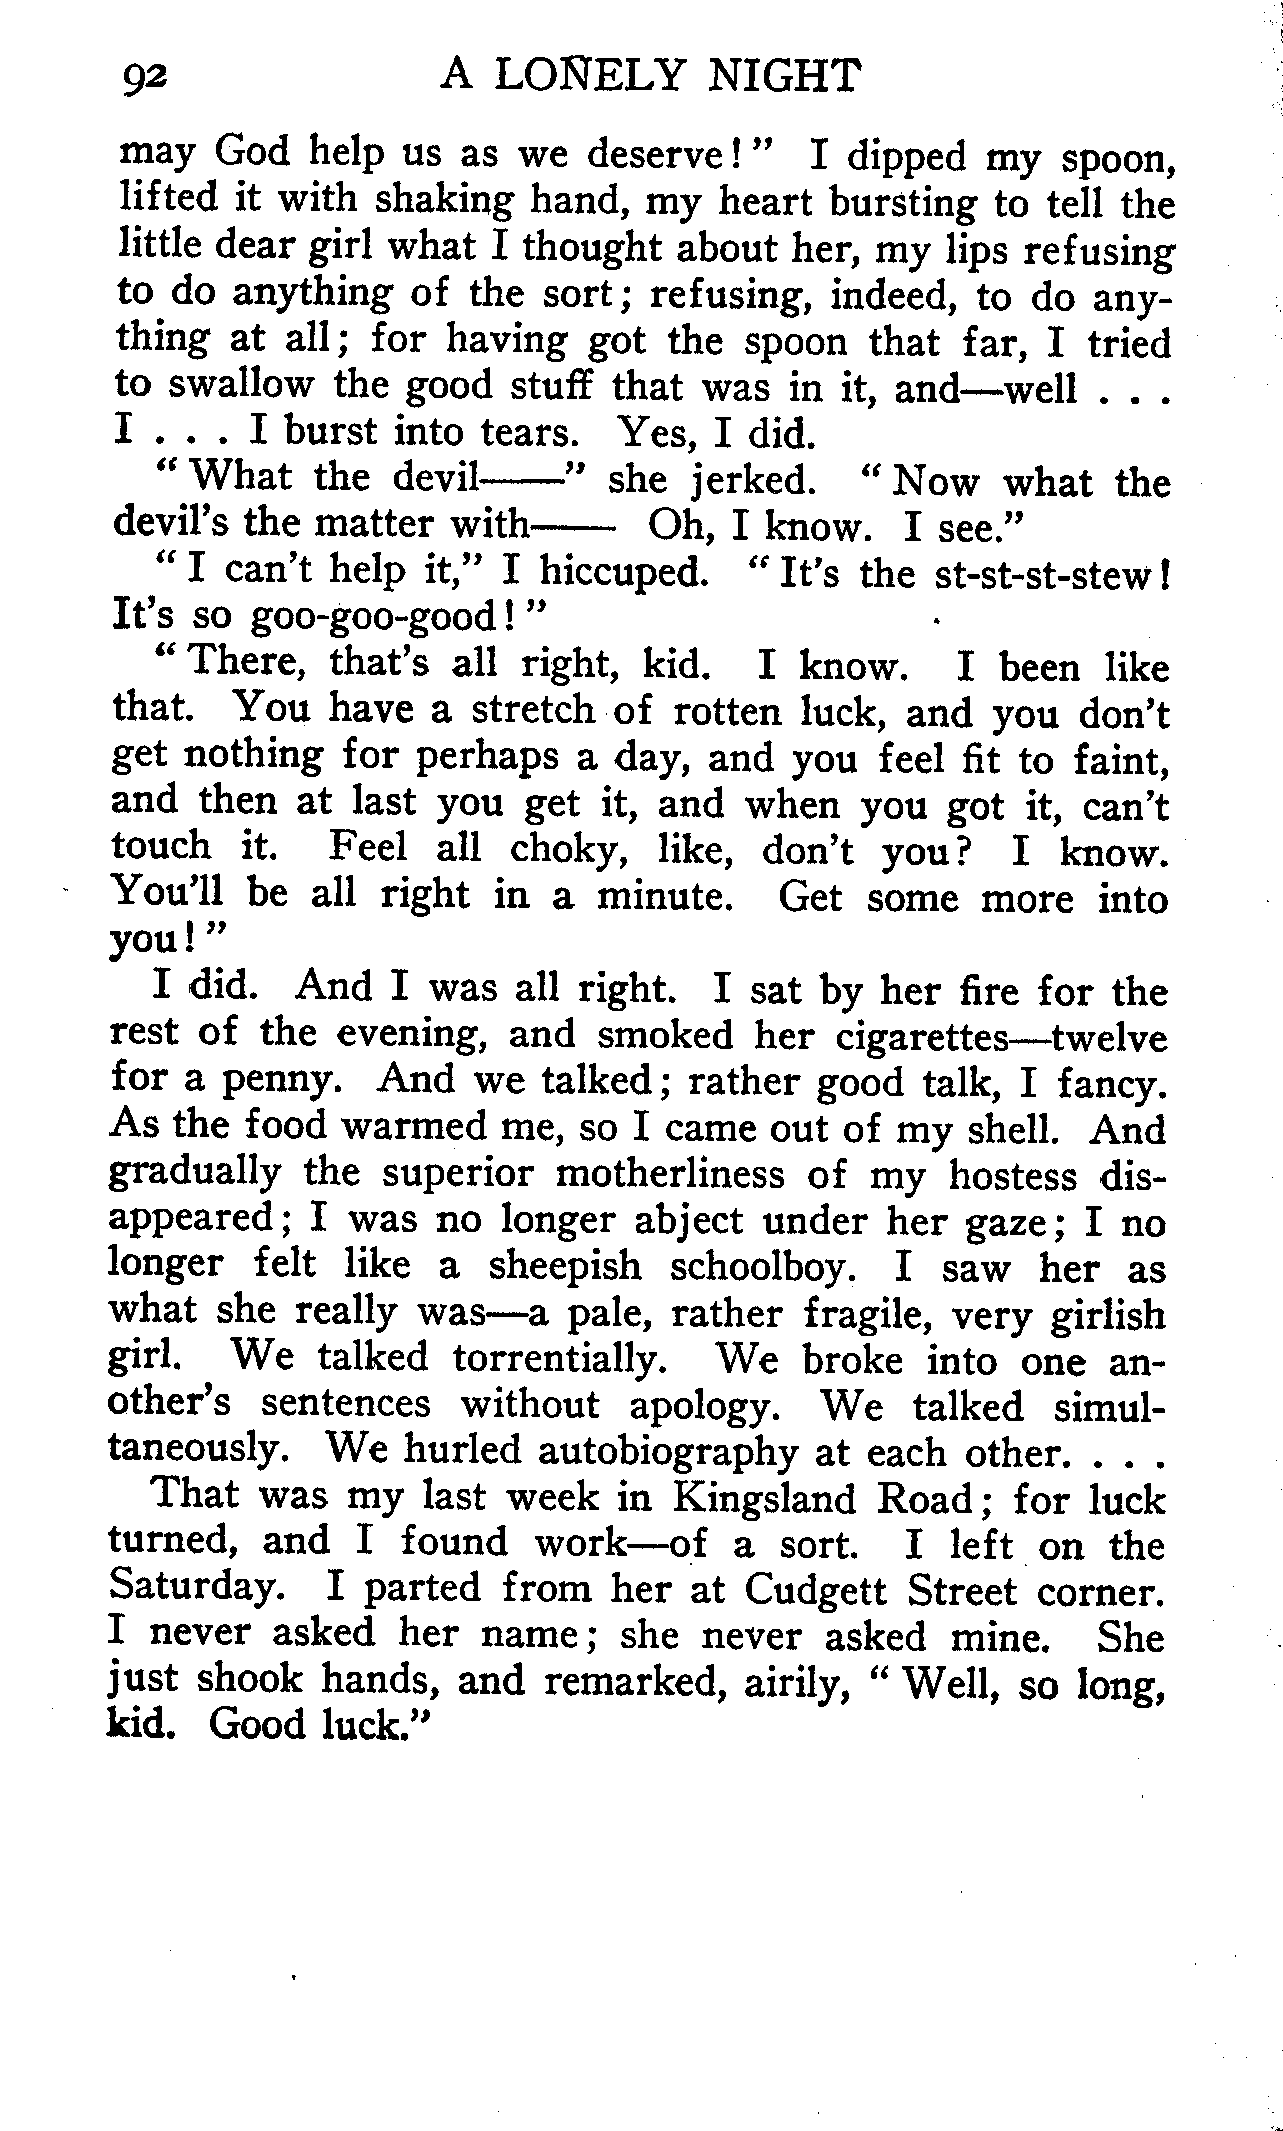 92 A LONELY NIGHT
may God help us as we deserve!" I dipped my spoon,
lifted it with shaking hand, my heart bursting to tell the
little dear girl what I thought about her, my lips refusing
to do anything of the sort; refusing, indeed, to do any-
thing at all; for having got the spoon that far, I tried
to swallow the good stuff that was in it, and—well . . .
I . . . I burst into tears. Yes, I did.
"What the devil——" she jerked. "Now what the
devil's the matter with—— Oh, I know. I see."
"I can't help it," I hiccuped. "It's the st-st-st-stew!
It's so goo-goo-good!"
"There, that's all right, kid. I know. I been like
that. You have a stretch of rotten luck, and you don't
get nothing for perhaps a day, and you feel fit to faint,
and then at last you get it, and when you got it, can't
touch it. Feel all choky, like, don't you? I know.
You'll be all right in a minute. Get some more into
you!"
I did. And I was all right. I sat by her fire for the
rest of the evening, and smoked her cigarettes—twelve
for a penny. And we talked; rather good talk, I fancy.
As the food warmed me, so I came out of my shell. And
gradually the superior motherliness of my hostess dis-
appeared; I was no longer abject under her gaze; I no
longer felt like a sheepish schoolboy. I saw her as
what she really was—a pale, rather fragile, very girlish
girl. We talked torrentially. We broke into one an-
other's sentences without apology. We talked simul-
taneously. We hurled autobiography at each other. . . .
That was my last week in Kingsland Road; for luck
turned, and I found work—of a sort. I left on the
Saturday. I parted from her at Cudgett Street corner.
I never asked her name; she never asked mine. She
just shook hands, and remarked, airily, "Well, so long,
kid. Good luck."